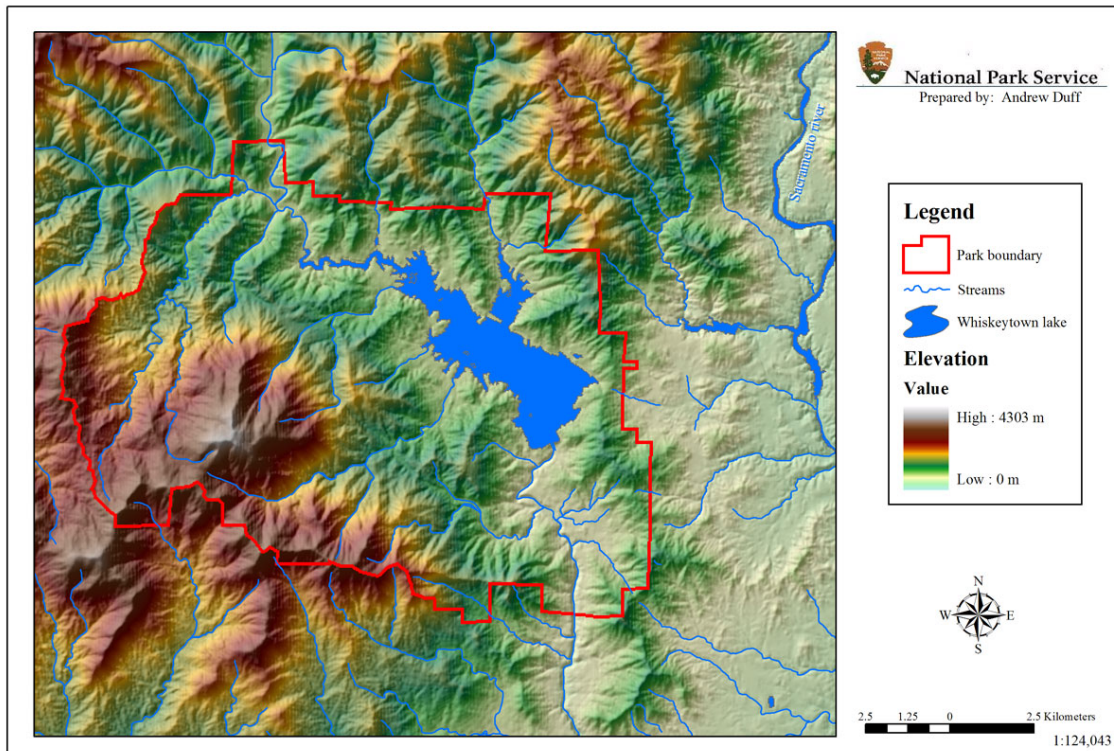 National Park Service
Prepared by: Andrew Duff
Sacramento river
Legend
Park boundary
Streams
Whiskeytown lake
Elevation
Value
High : 4303 m
Low : 0 m
N
W E
S
2.5 1.25 0 2.5 Kilometers
1:124,043